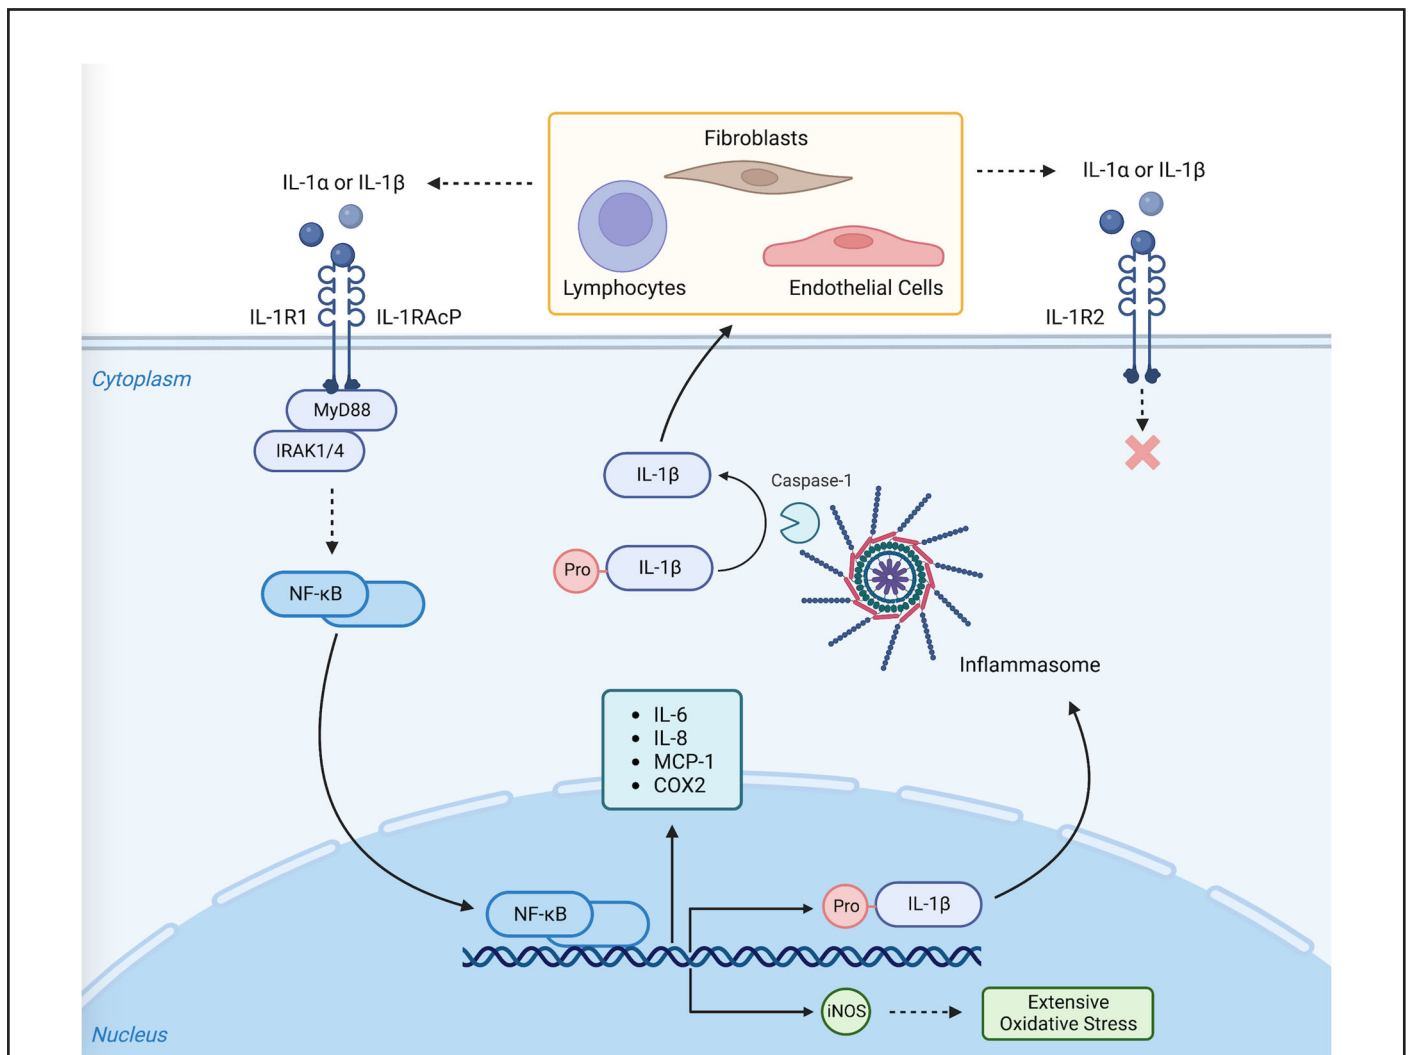 Fibroblasts
IL-1α or IL-1β
IL-1α or IL-1β
Lymphocytes
Endothelial Cells
IL-1R1
IL-1RAcP
IL-1R2
Cytoplasm
MyD88
IRAK1/4
IL-1β
Caspase-1
Pro
IL-1β
NF-κB
Inflammasome
• IL-6
• IL-8
• MCP-1
• COX2
NF-κB
Pro
IL-1β
iNOS
Extensive
Oxidative Stress
Nucleus